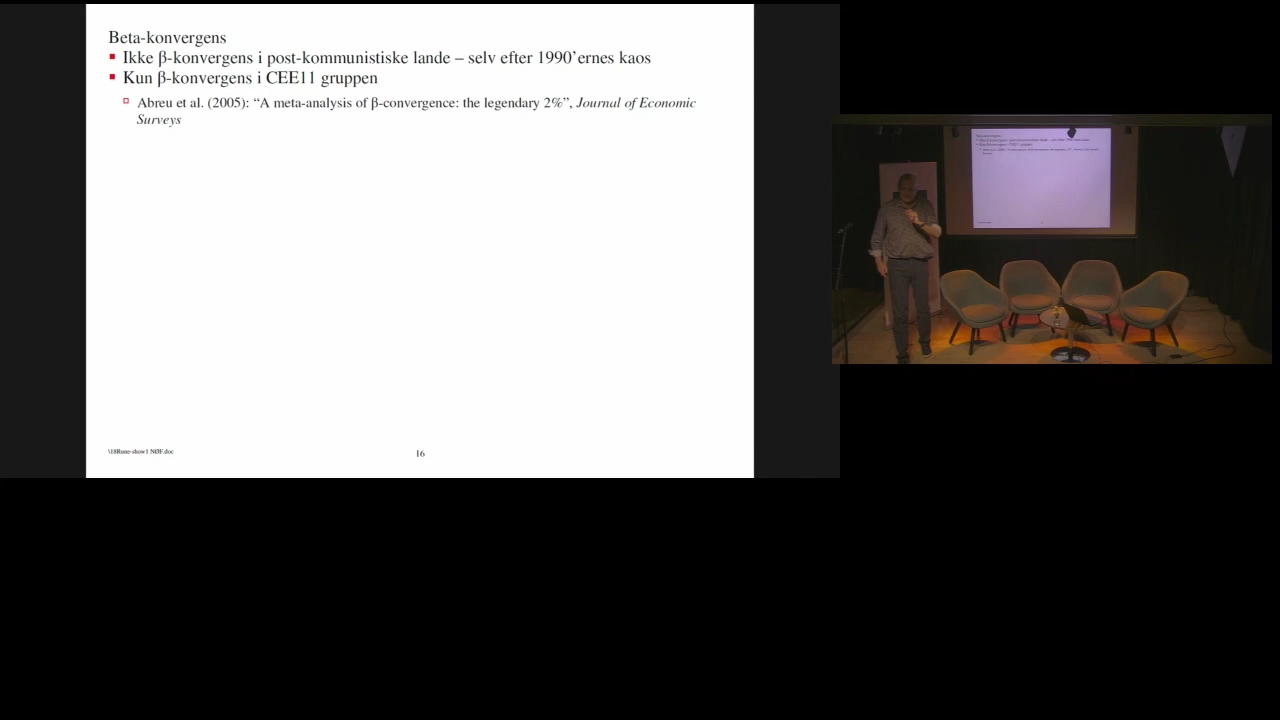 Beta-konvergens
Ikke β-konvergens i post-kommunistiske lande – selv efter 1990’ernes kaos
Kun β-konvergens i CEE11 gruppen
Abreu et al. (2005): “A meta-analysis of β-convergence: the legendary 2%”, Journal of Economic
Surveys
\18Rune-show1 NØF.doc
16